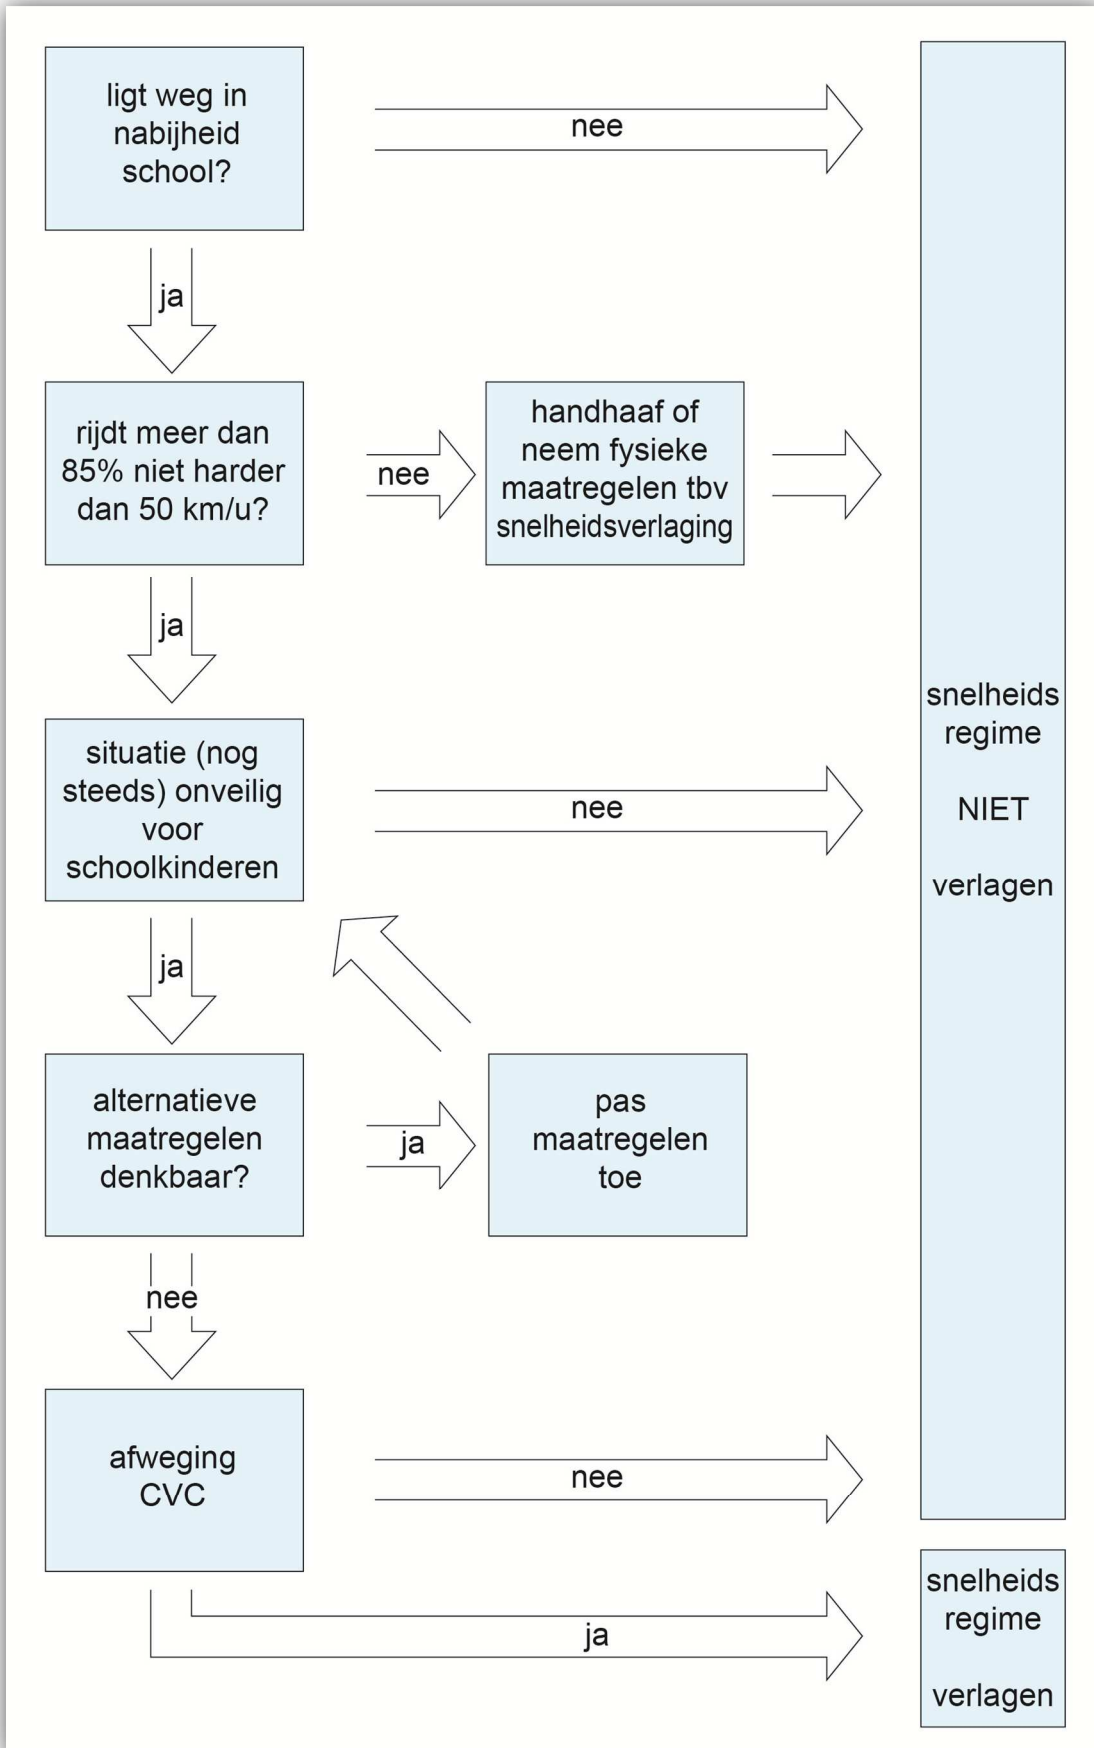 ligt weg in
nabijheid
school?
nee
ja
rijdt meer dan
85% niet harder
dan 50 km/u?
nee
handhaaf of
neem fysieke
maatregelen tbv
snelheidsverlaging
ja
situatie (nog
steeds) onveilig
voor
schoolkinderen
nee
ja
alternatieve
maatregelen
denkbaar?
ja
pas
maatregelen
toe
nee
afweging
CVC
nee
ja
snelheids
regime
NIET
verlagen
snelheids
regime
verlagen